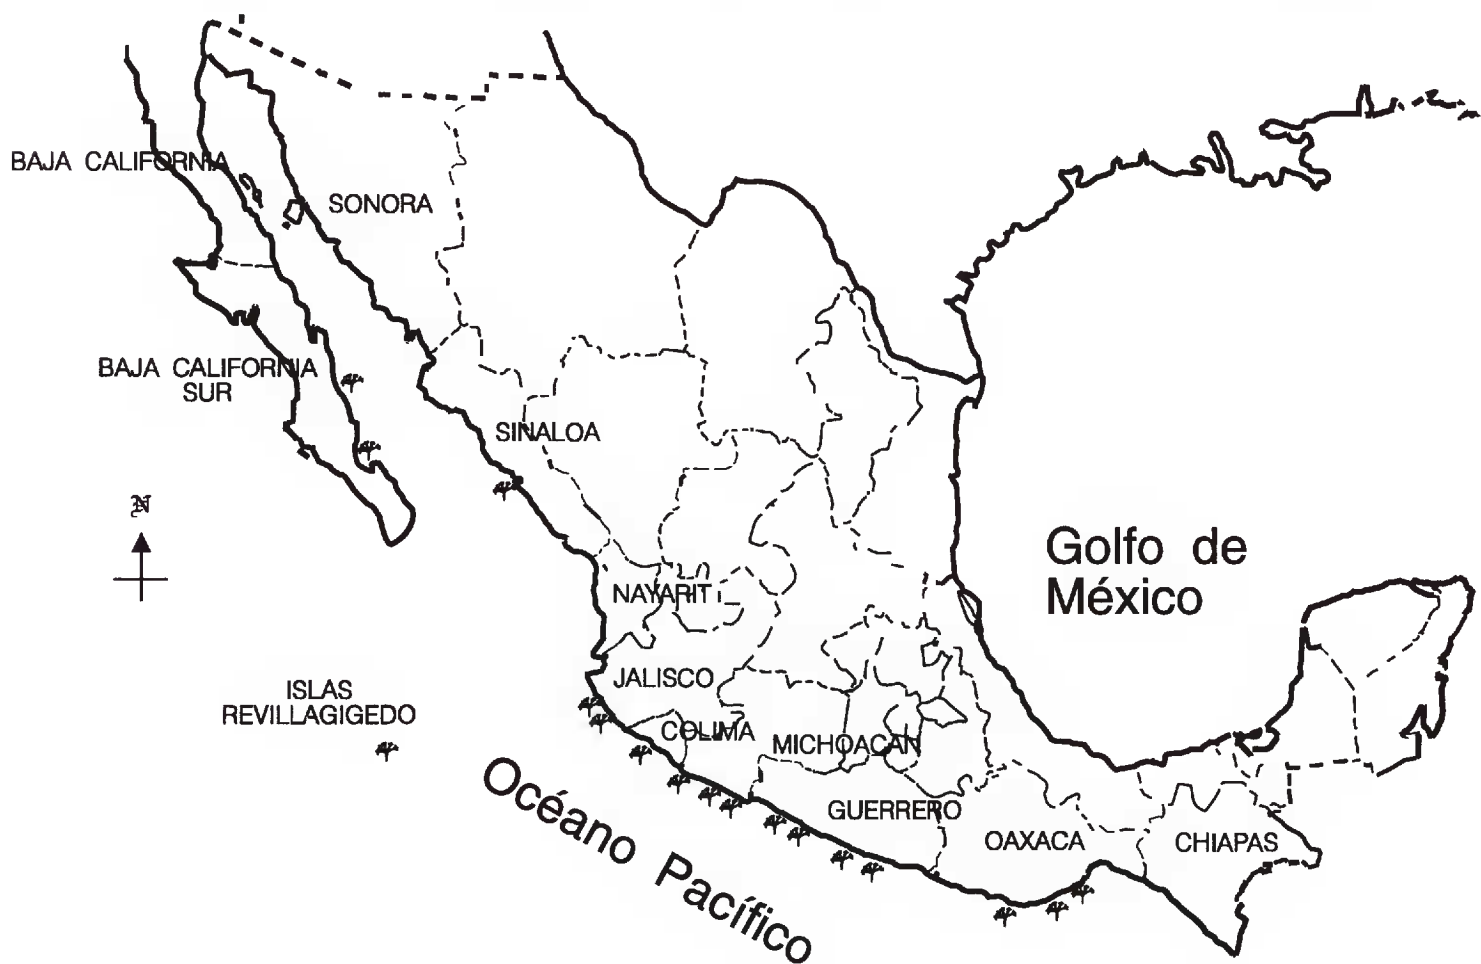 BAJA CALIFORNIA
SONORA
BAJA CALIFORNIA
SUR
SINALOA
N
Golfo de
México
NAYARIT
JALISCO
ISLAS
REVILLAGIGEDO
COLIMA
MICHOACAN
GUERRERO
OAXACA
CHIAPAS
Océano Pacífico